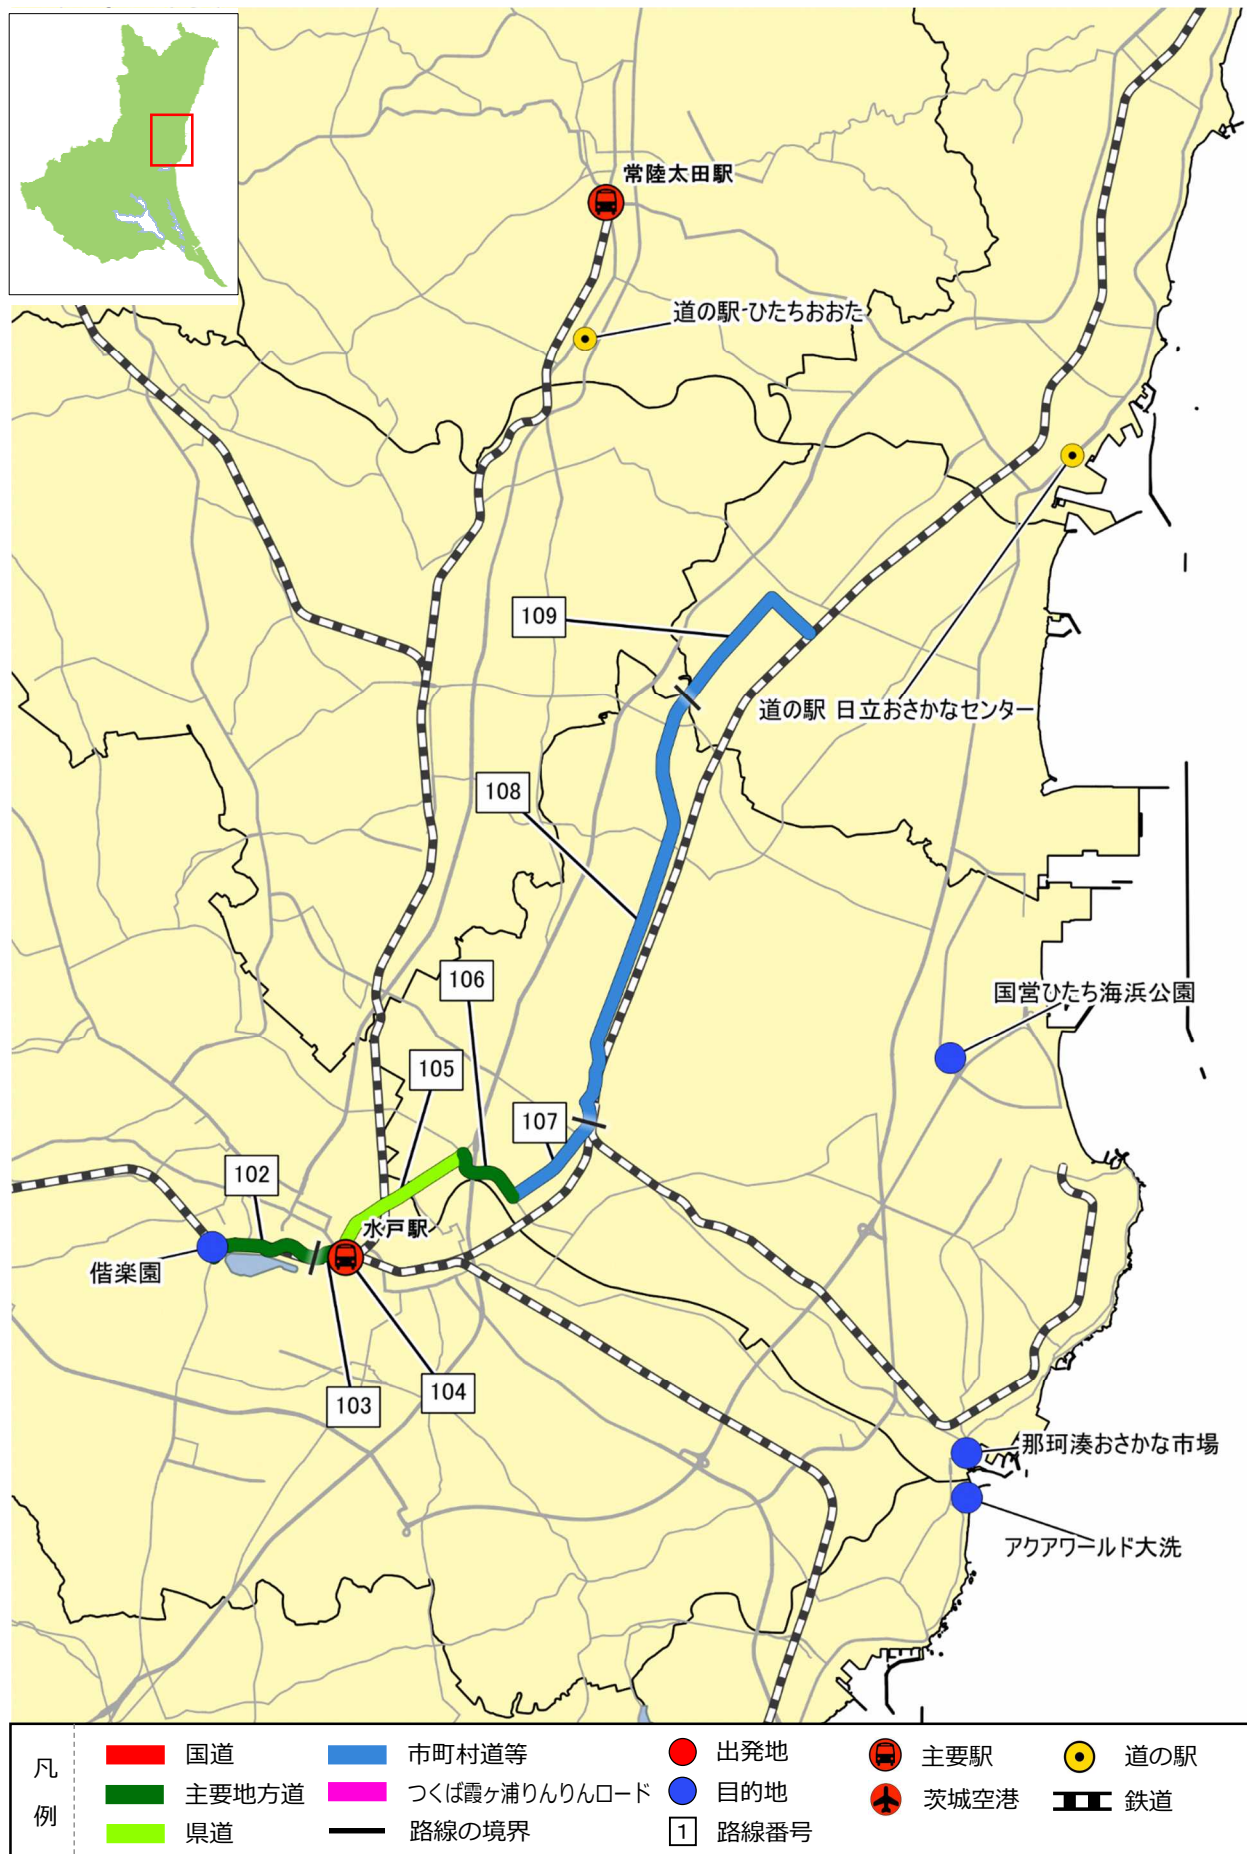 常陸太田駅
道の駅 ひたちおおた
109
道の駅 日立おさかなセンター
108
106
国営ひたち海浜公園
105
107
102
水戸駅
偕楽園
104
103
那珂湊おさかな市場
アクアワールド大洗
凡例
国道
市町村道等
出発地
主要駅
道の駅
主要地方道
つくば霞ヶ浦りんりんロード
目的地
茨城空港
鉄道
県道
路線の境界
1
路線番号